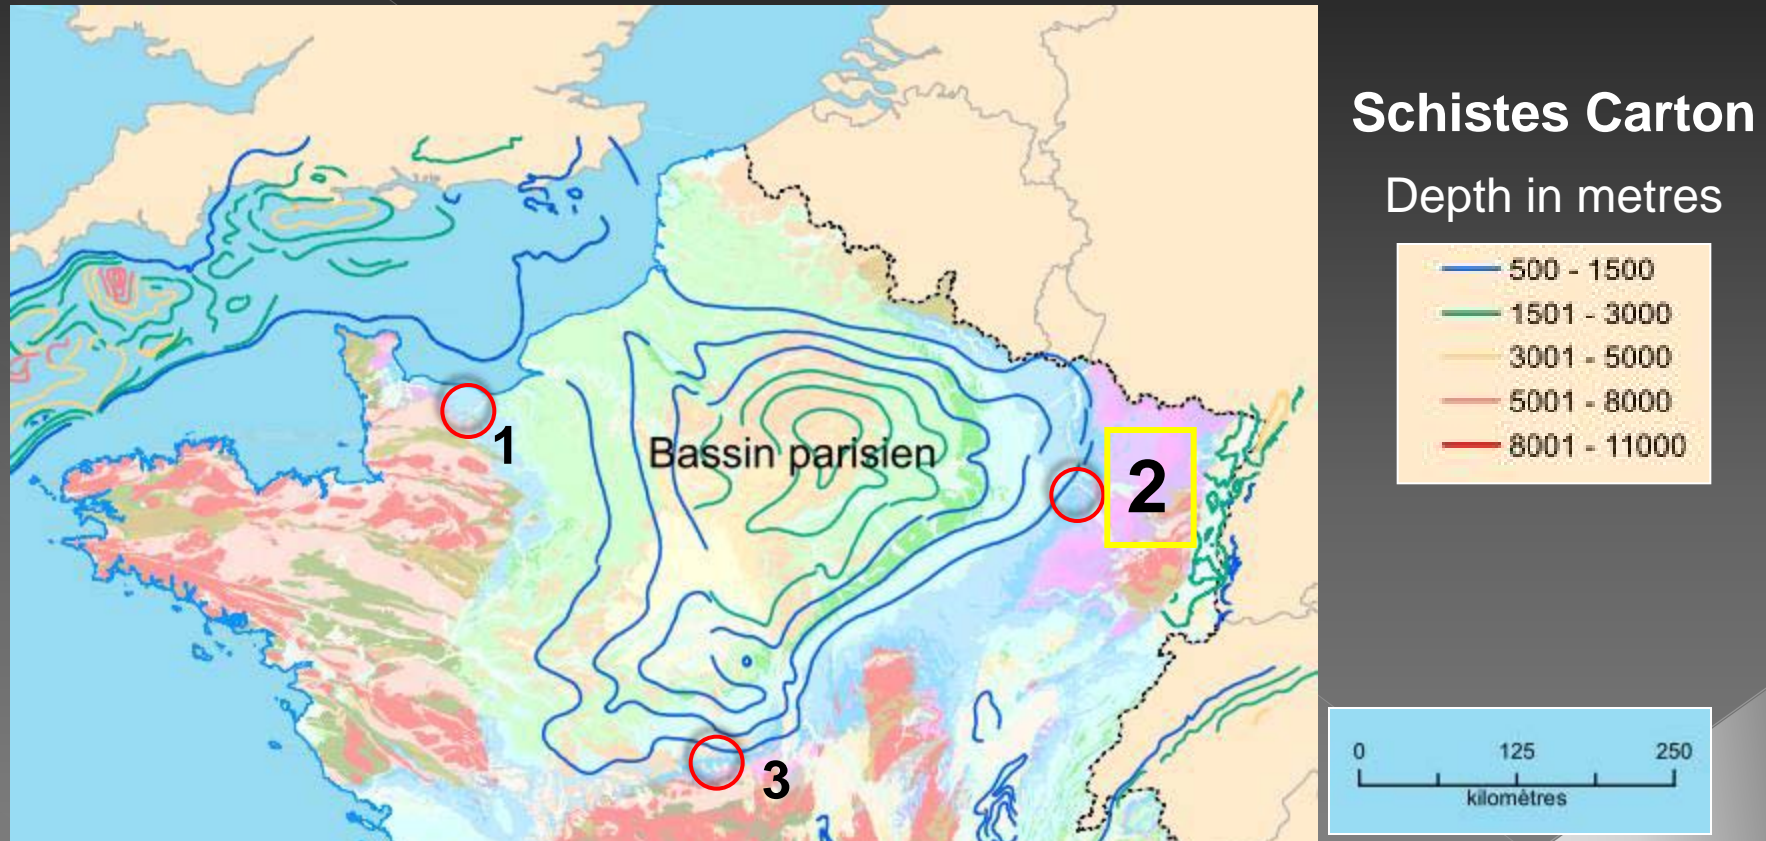 Schistes Carton
Depth in metres
500 - 1500
1501 - 3000
3001 - 5000
5001 - 8000
8001 - 11000
Bassin parisien
1
2
3
0 125 250
kilomètres